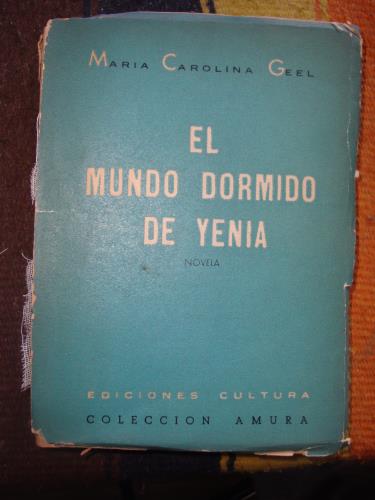 MARIA CAROLINA GEEL
EL
MUNDO DORMIDO
DE YENIA
NOVELA
EDICIONES CULTURA
COLECCION AMURA